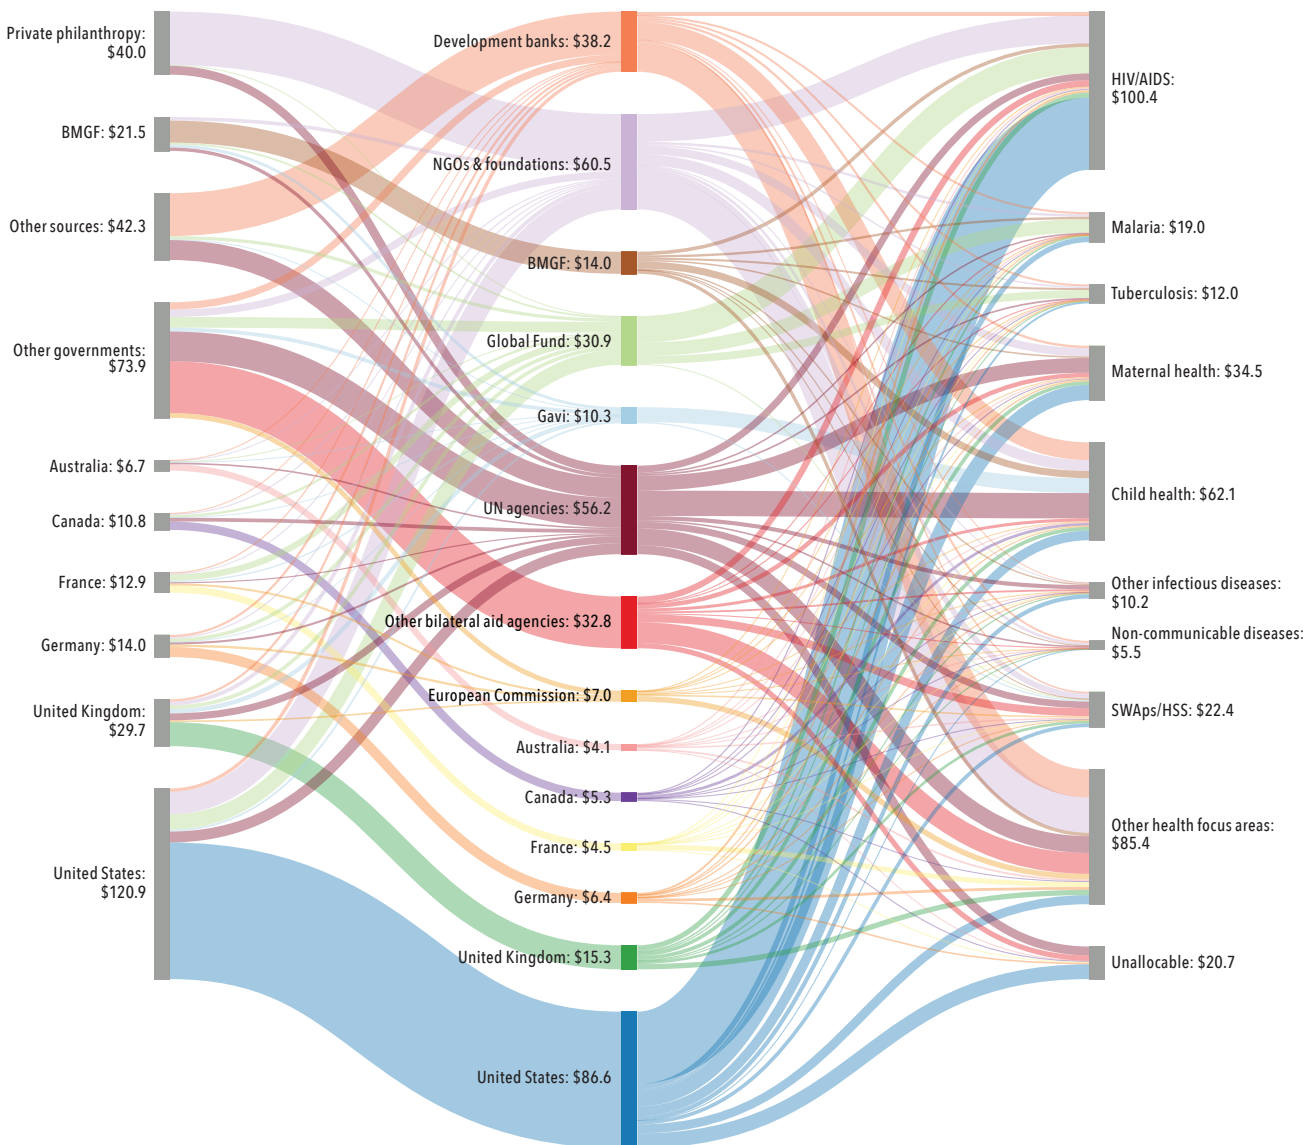 Private philanthropy:
$40.0
BMGF: $21.5
Other sources: $42.3
Other governments:
$73.9
Australia: $6.7
Canada: $10.8
France: $12.9
Germany: $14.0
United Kingdom:
$29.7
United States:
$120.9
Development banks: $38.2
NGOs & foundations: $60.5
BMGF: $14.0
Global Fund: $30.9
Gavi: $10.3
UN agencies: $56.2
Other bilateral aid agencies: $32.8
European Commission: $7.0
Australia: $4.1
Canada: $5.3
France: $4.5
Germany: $6.4
United Kingdom: $15.3
United States: $86.6
HIV/AIDS:
$100.4
Malaria: $19.0
Tuberculosis: $12.0
Maternal health: $34.5
Child health: $62.1
Other infectious diseases:
$10.2
Non-communicable diseases:
$5.5
SWAps/HSS: $22.4
Other health focus areas:
$85.4
Unallocable: $20.7